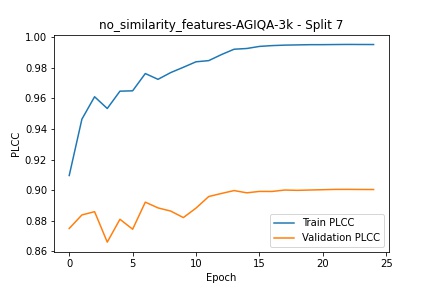 no_similarity_features-AGIQA-3k - Split 7
1.00
0.98
0.96
0.94
0.92
0.90
0.88
0.86
PLCC
Train PLCC
Validation PLCC
0
5
10
15
20
25
Epoch